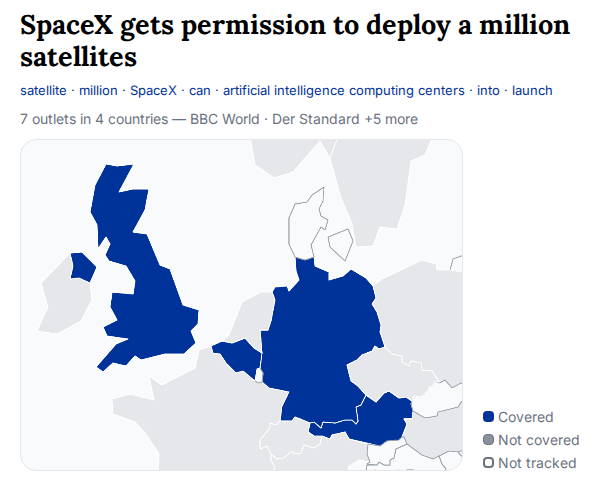 SpaceX gets permission to deploy a million
satellites
satellite · million · SpaceX · can · artificial intelligence computing centers · into · launch
7 outlets in 4 countries — BBC World · Der Standard +5 more
Covered
Not covered
Not tracked